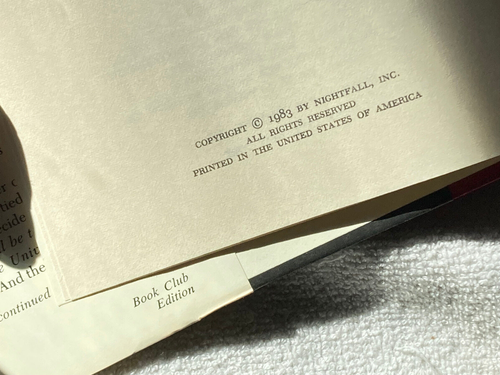 COPYRIGHT © 1983 BY NIGHTFALL, INC.
ALL RIGHTS RESERVED
PRINTED IN THE UNITED STATES OF AMERICA
Book Club
Edition
And the
continued